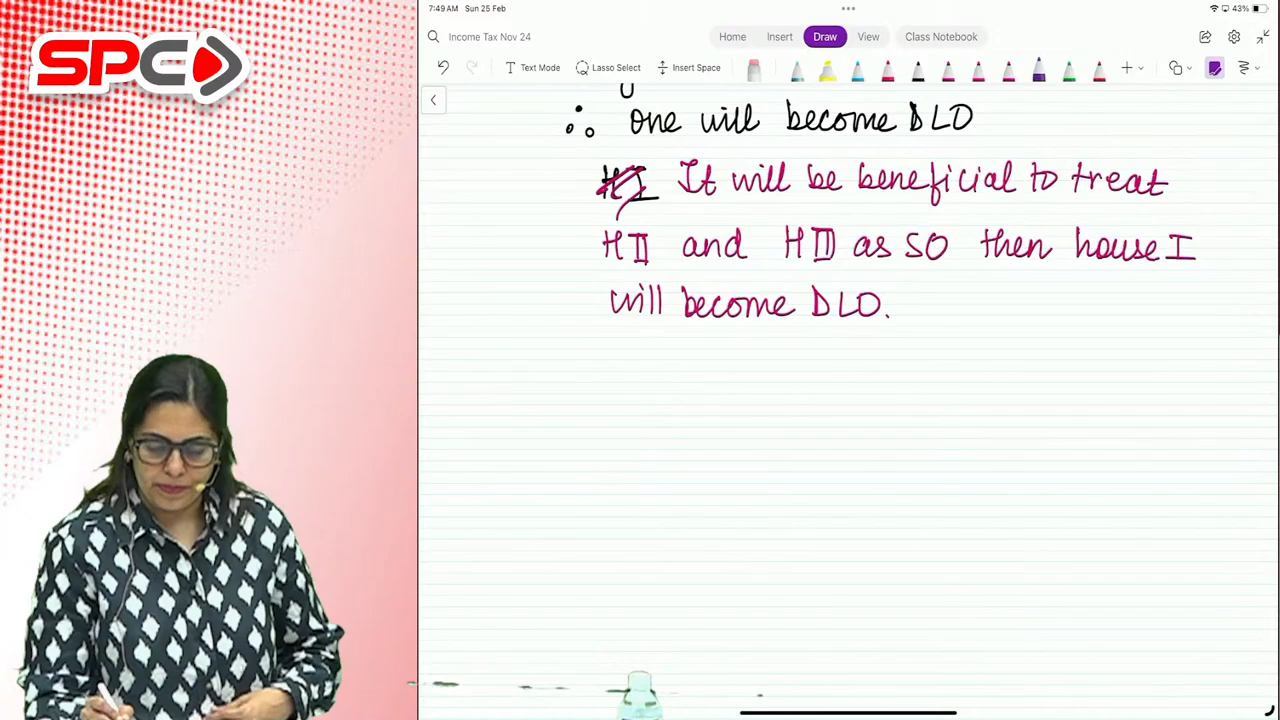 7:49 AM Sun 25 Feb
43%
SPC
Income Tax Nov 24
Home Insert Draw View Class Notebook
Text Mode Lasso Select Insert Space
∴ One will become DLO
It will be beneficial to treat
H II and H III as SO then house I
will become DLO.